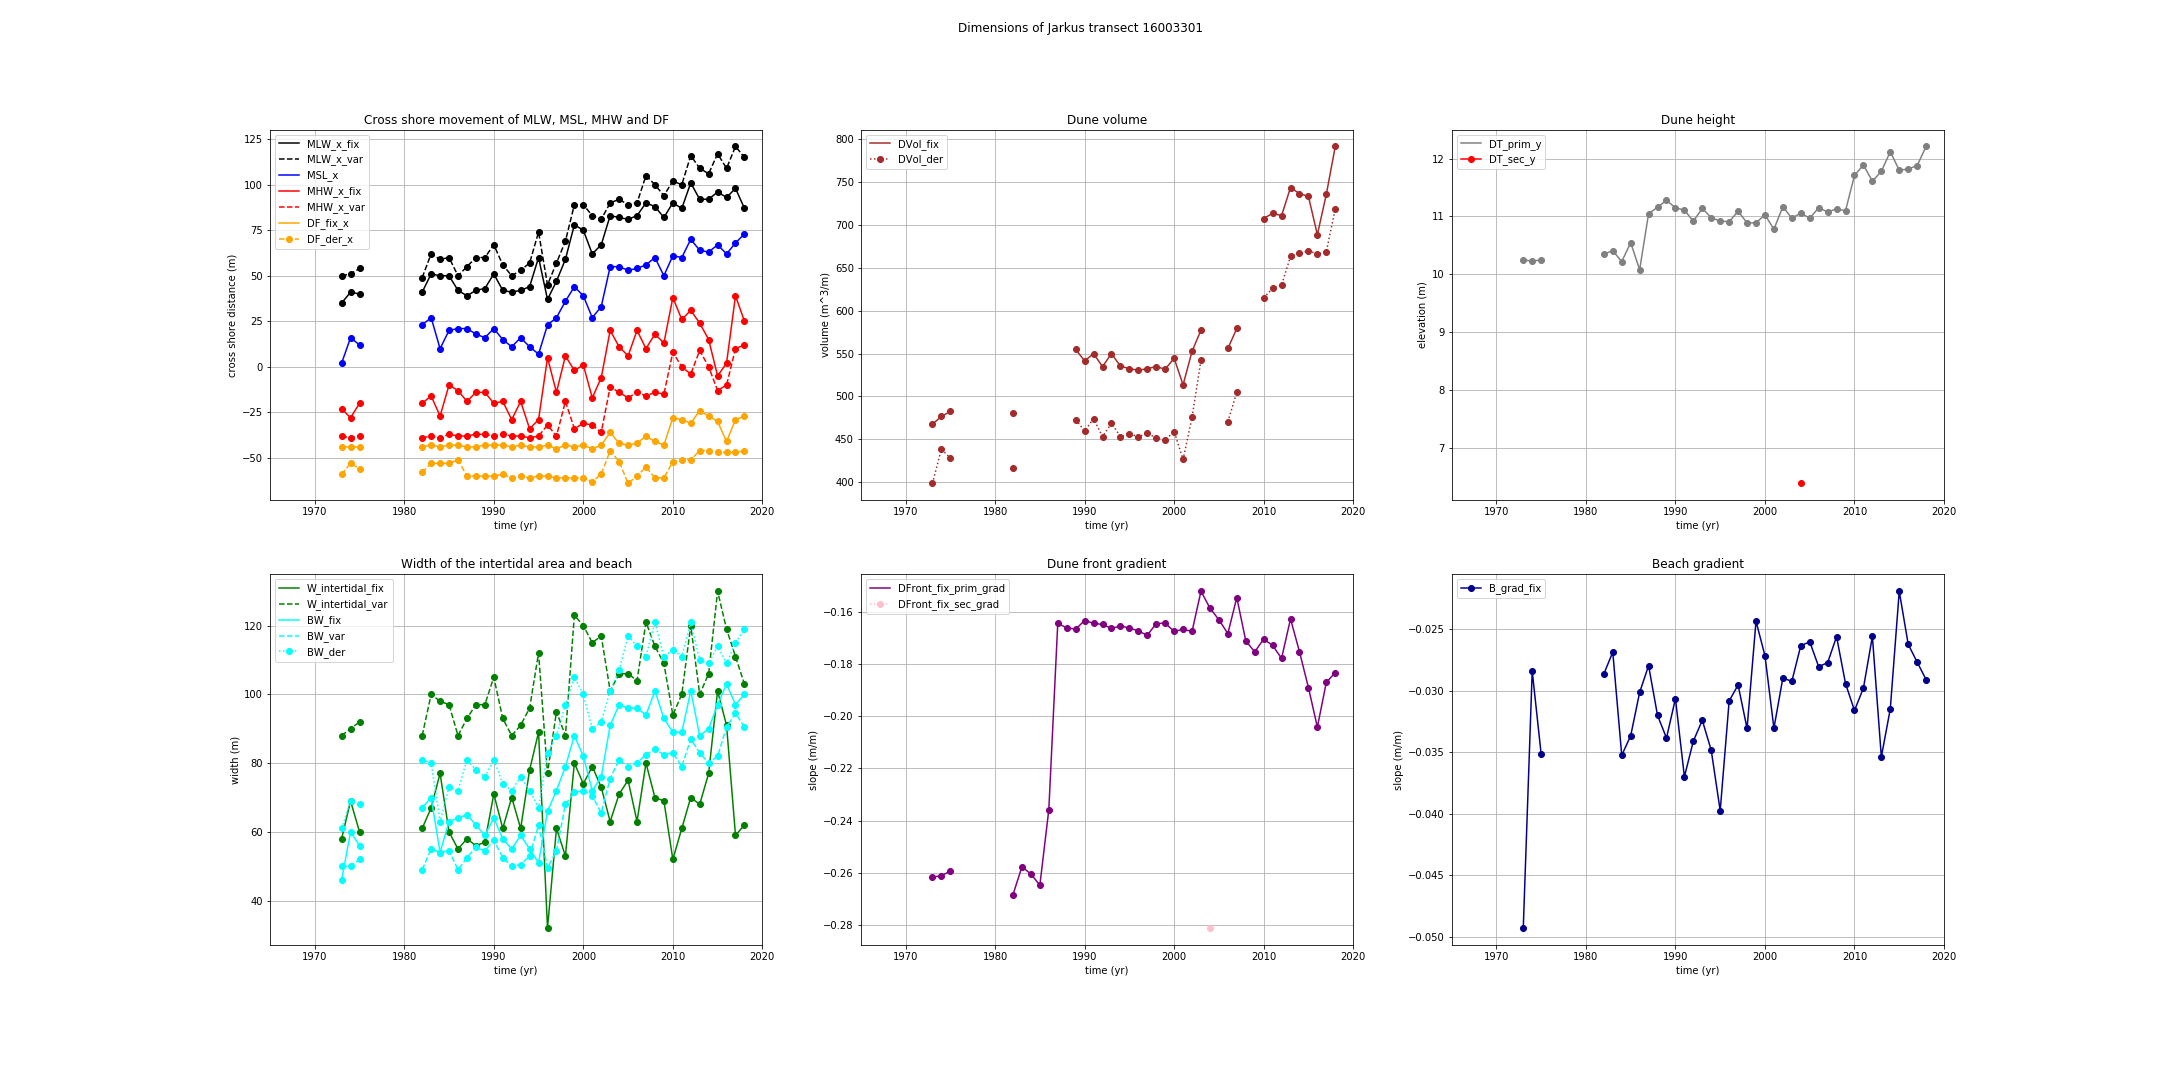 Dimensions of Jarkus transect 16003301
Cross shore movement of MLW, MSL, MHW and DF
125
100
75
50
25
0
−25
−50
cross shore distance (m)
MLW_x_fix
MLW_x_var
MSL_x
MHW_x_fix
MHW_x_var
DF_fix_x
DF_der_x
1970 1980 1990 2000 2010 2020
time (yr)
Dune volume
800
750
700
650
600
550
500
450
400
volume (m^3/m)
DVol_fix
DVol_der
1970 1980 1990 2000 2010 2020
time (yr)
Dune height
12
11
10
9
8
7
elevation (m)
DT_prim_y
DT_sec_y
1970 1980 1990 2000 2010 2020
time (yr)
Width of the intertidal area and beach
120
100
80
60
40
width (m)
W_intertidal_fix
W_intertidal_var
BW_fix
BW_var
BW_der
1970 1980 1990 2000 2010 2020
time (yr)
Dune front gradient
−0.16
−0.18
−0.20
−0.22
−0.24
−0.26
−0.28
slope (m/m)
DFront_fix_prim_grad
DFront_fix_sec_grad
1970 1980 1990 2000 2010 2020
time (yr)
Beach gradient
−0.025
−0.030
−0.035
−0.040
−0.045
−0.050
slope (m/m)
B_grad_fix
1970 1980 1990 2000 2010 2020
time (yr)